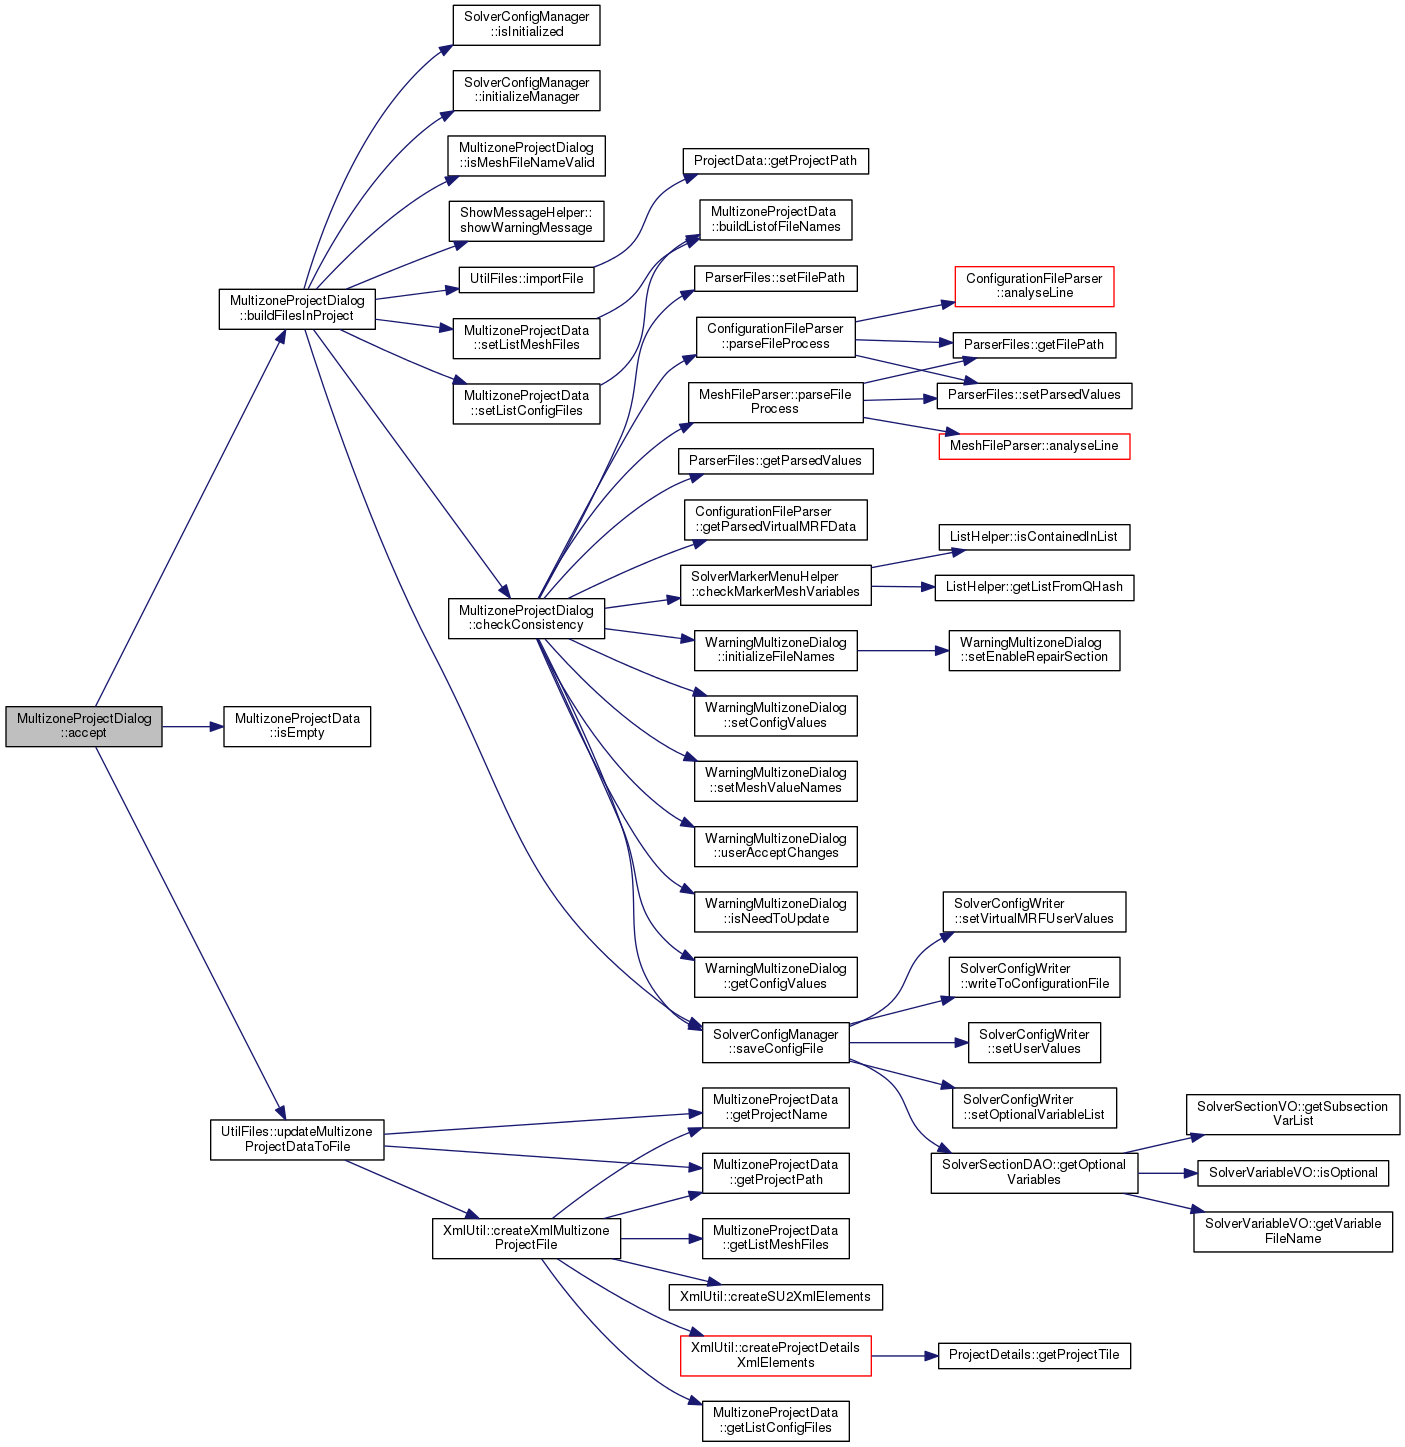 SolverConfigManager
::isInitialized
SolverConfigManager
::initializeManager
MultizoneProjectDialog
::isMeshFileNameValid
ShowMessageHelper::
showWarningMessage
UtilFiles::importFile
MultizoneProjectDialog
::buildFilesInProject
MultizoneProjectData
::setListMeshFiles
MultizoneProjectData
::setListConfigFiles
ProjectData::getProjectPath
MultizoneProjectData
::buildListofFileNames
ParserFiles::setFilePath
ConfigurationFileParser
::analyseLine
ConfigurationFileParser
::parseFileProcess
ParserFiles::getFilePath
MeshFileParser::parseFile
Process
ParserFiles::setParsedValues
MeshFileParser::analyseLine
ParserFiles::getParsedValues
ConfigurationFileParser
::getParsedVirtualMRFData
ListHelper::isContainedInList
SolverMarkerMenuHelper
::checkMarkerMeshVariables
ListHelper::getListFromQHash
MultizoneProjectDialog
::checkConsistency
WarningMultizoneDialog
::initializeFileNames
WarningMultizoneDialog
::setEnableRepairSection
WarningMultizoneDialog
::setConfigValues
MultizoneProjectDialog
::accept
MultizoneProjectData
::isEmpty
WarningMultizoneDialog
::setMeshValueNames
WarningMultizoneDialog
::userAcceptChanges
WarningMultizoneDialog
::isNeedToUpdate
SolverConfigWriter
::setVirtualMRFUserValues
WarningMultizoneDialog
::getConfigValues
SolverConfigWriter
::writeToConfigurationFile
SolverConfigManager
::saveConfigFile
SolverConfigWriter
::setUserValues
MultizoneProjectData
::getProjectName
SolverConfigWriter
::setOptionalVariableList
SolverSectionVO::getSubsection
VarList
UtilFiles::updateMultizone
ProjectDataToFile
MultizoneProjectData
::getProjectPath
SolverSectionDAO::getOptional
Variables
SolverVariableVO::isOptional
SolverVariableVO::getVariable
FileName
XmlUtil::createXmlMultizone
ProjectFile
MultizoneProjectData
::getListMeshFiles
XmlUtil::createSU2XmlElements
XmlUtil::createProjectDetails
XmlElements
ProjectDetails::getProjectTile
MultizoneProjectData
::getListConfigFiles